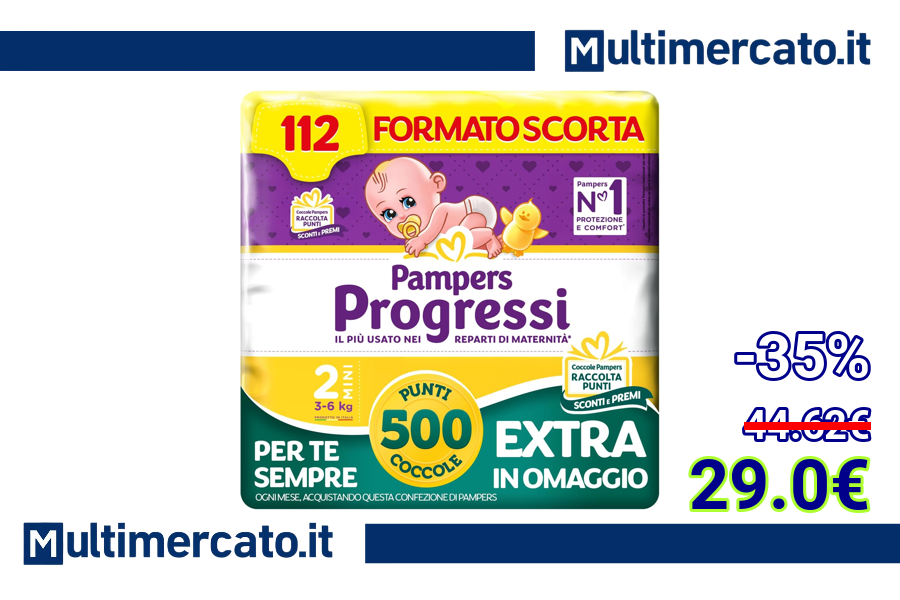 Multimercato.it
112 FORMATO SCORTA
Coccole Pampers
RACCOLTA
PUNTI
SCONTI E PREMI
Pampers
N°1
PROTEZIONE
E COMFORT*
Pampers
Progressi
IL PIÙ USATO NEI REPARTI DI MATERNITÀ*
2 MINI
3-6 kg
PRODOTTO IN ITALIA
PUNTI
500
COCCOLE
Coccole Pampers
RACCOLTA
PUNTI
SCONTI E PREMI
PER TE
SEMPRE
EXTRA
IN OMAGGIO
OGNI MESE, ACQUISTANDO QUESTA CONFEZIONE DI PAMPERS
-35%
44.62€
29.0€
Multimercato.it